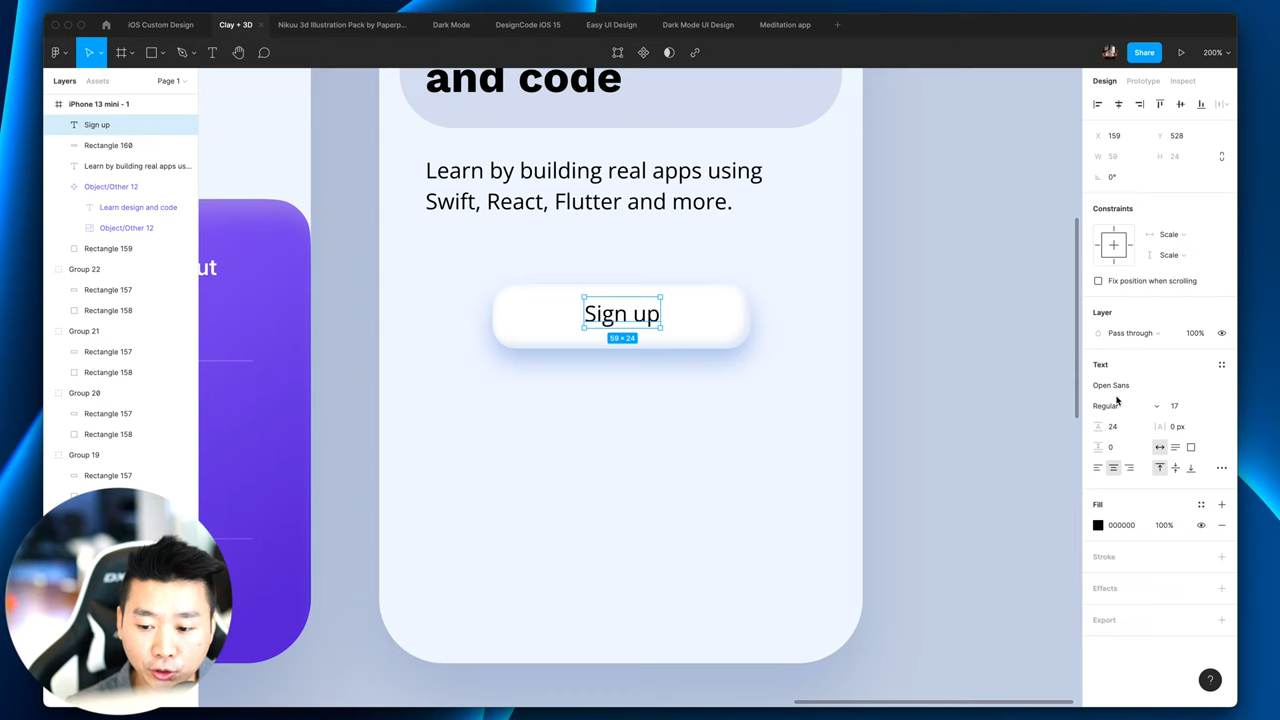 iOS Custom Design
Clay + 3D
Nikuu 3d Illustration Pack by Paperp...
Dark Mode
DesignCode iOS 15
Easy UI Design
Dark Mode UI Design
Meditation app
Share
200%
Layers
Assets
Page 1
iPhone 13 mini - 1
Sign up
Rectangle 160
Learn by building real apps us...
Object/Other 12
Learn design and code
Object/Other 12
Rectangle 159
Group 22
Rectangle 157
Rectangle 158
Group 21
Rectangle 157
Rectangle 158
Group 20
Rectangle 157
Rectangle 158
Group 19
Rectangle 157
ut
and code
Learn by building real apps using
Swift, React, Flutter and more.
Sign up
59 × 24
Design
Prototype
Inspect
X 159
Y 528
W 59
H 24
0°
Constraints
Scale
Scale
Fix position when scrolling
Layer
Pass through
100%
Text
Open Sans
Regular
17
24
0 px
0
Fill
000000
100%
Stroke
Effects
Export
?